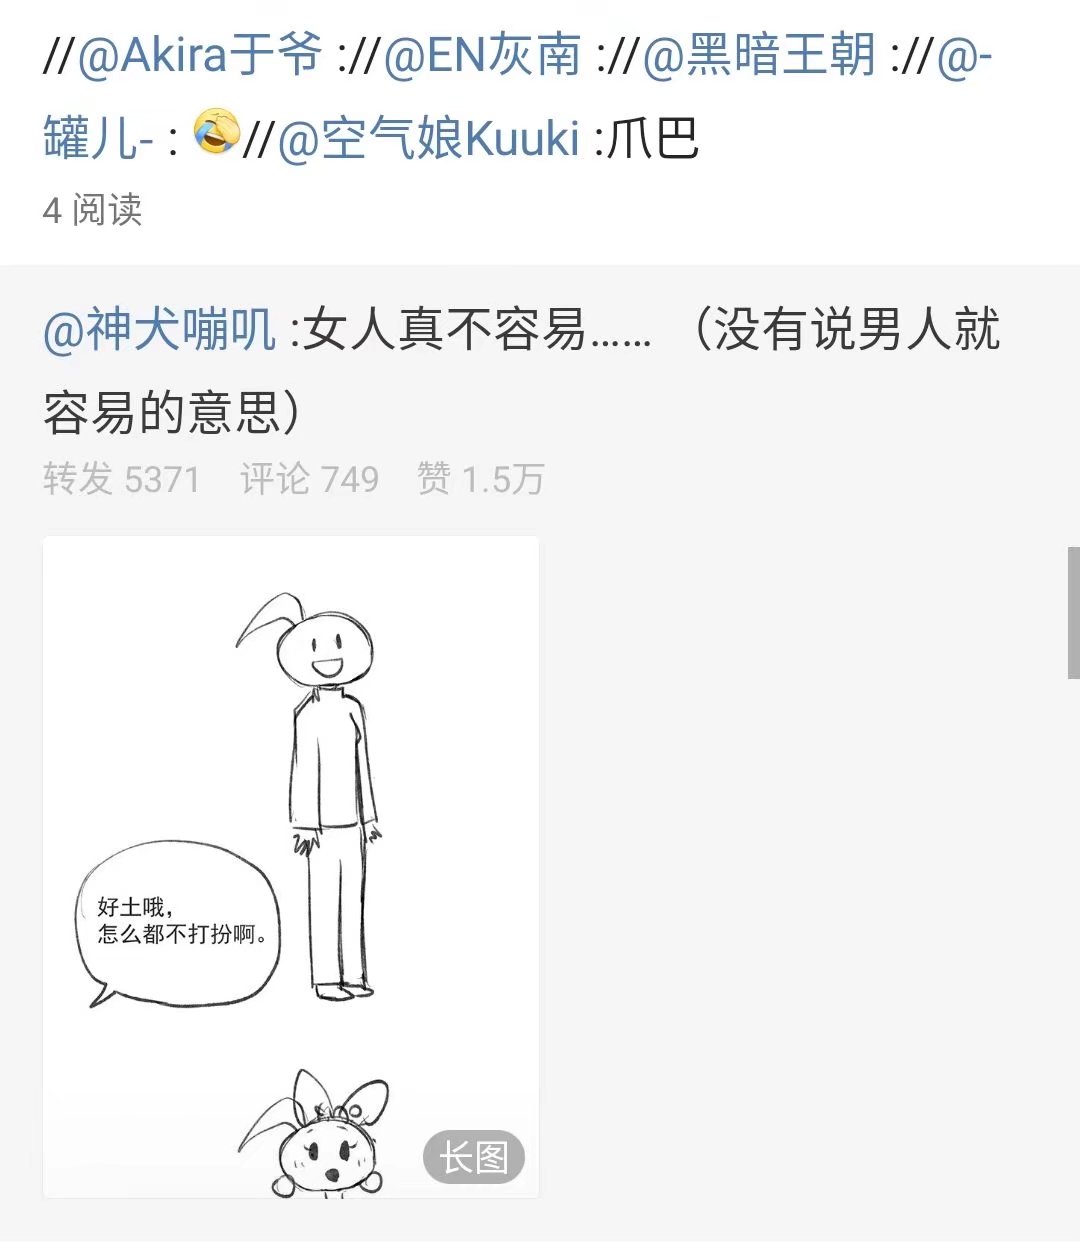 //@Akira于爷 ://@EN灰南 ://@黑暗王朝 ://@-
罐儿- : 🤣//@空气娘Kuuki :爪巴
4 阅读
@神犬嘣叽 :女人真不容易…… （没有说男人就
容易的意思）
转发 5371 评论 749 赞 1.5万
好土哦，
怎么都不打扮啊。
长图